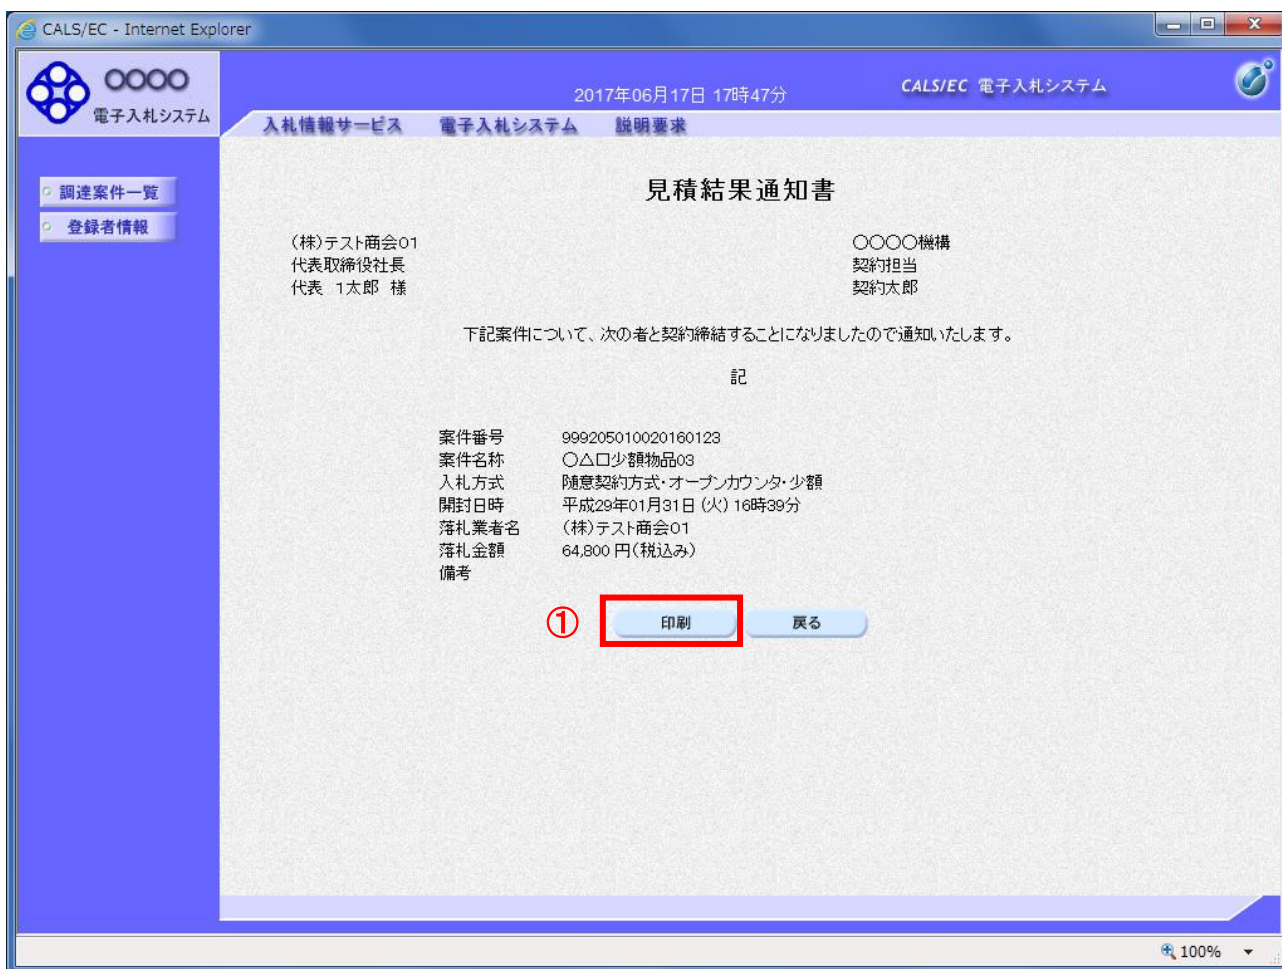 CALS/EC - Internet Explorer
〇〇〇〇
電子入札システム
2017年06月17日 17時47分
CALS/EC 電子入札システム
入札情報サービス 電子入札システム 説明要求
調達案件一覧
登録者情報
見積結果通知書
(株)テスト商会01
代表取締役社長
代表 1太郎 様
〇〇〇〇機構
契約担当
契約太郎
下記案件について、次の者と契約締結することになりましたので通知いたします。
記
案件番号 999205010020160123
案件名称 〇△口少額物品03
入札方式 随意契約方式・オープンカウンタ・少額
開封日時 平成29年01月31日(火)16時39分
落札業者名 (株)テスト商会01
落札金額 64,800 円(税込み)
備考
① 印刷 戻る
100%